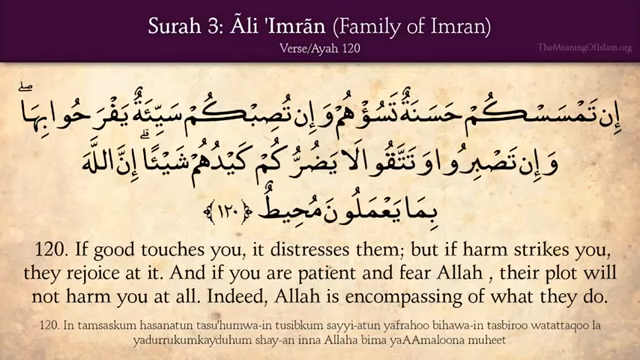 Surah 3: Ãli 'Imrãn (Family of Imran)
Verse/Ayah 120
TheMeaningOfIslam.org
إِن تَمْسَسْكُمْ حَسَنَةٌ تَسُؤْهُمْ وَإِن تُصِبْكُمْ سَيِّئَةٌ يَفْرَحُوا بِهَا ۖ
وَإِن تَصْبِرُوا وَتَتَّقُوا لَا يَضُرُّكُمْ كَيْدُهُمْ شَيْئًا ۗ إِنَّ اللَّهَ
بِمَا يَعْمَلُونَ مُحِيطٌ ﴿١٢٠﴾
120. If good touches you, it distresses them; but if harm strikes you,
they rejoice at it. And if you are patient and fear Allah , their plot will
not harm you at all. Indeed, Allah is encompassing of what they do.
120. In tamsaskum hasanatun tasu'humwa-in tusibkum sayyi-atun yafrahoo bihawa-in tasbiroo watattaqoo la
yadurrukumkayduhum shay-an inna Allaha bima yaAAmaloona muheet